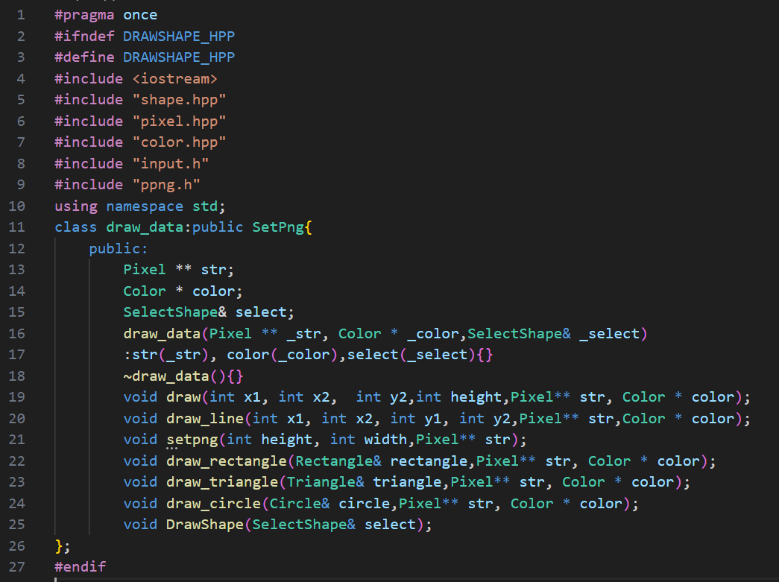 1 #pragma once
2 #ifndef DRAWSHAPE_HPP
3 #define DRAWSHAPE_HPP
4 #include <iostream>
5 #include "shape.hpp"
6 #include "pixel.hpp"
7 #include "color.hpp"
8 #include "input.h"
9 #include "ppng.h"
10 using namespace std;
11 class draw_data:public SetPng{
12     public:
13         Pixel ** str;
14         Color * color;
15         SelectShape& select;
16         draw_data(Pixel ** _str, Color * _color,SelectShape& _select)
17         :str(_str), color(_color),select(_select){}
18         ~draw_data(){}
19         void draw(int x1, int x2,  int y2,int height,Pixel** str, Color * color);
20         void draw_line(int x1, int x2, int y1, int y2,Pixel** str,Color * color);
21         void setpng(int height, int width,Pixel** str);
22         void draw_rectangle(Rectangle& rectangle,Pixel** str, Color * color);
23         void draw_triangle(Triangle& triangle,Pixel** str, Color * color);
24         void draw_circle(Circle& circle,Pixel** str, Color * color);
25         void DrawShape(SelectShape& select);
26 };
27 #endif